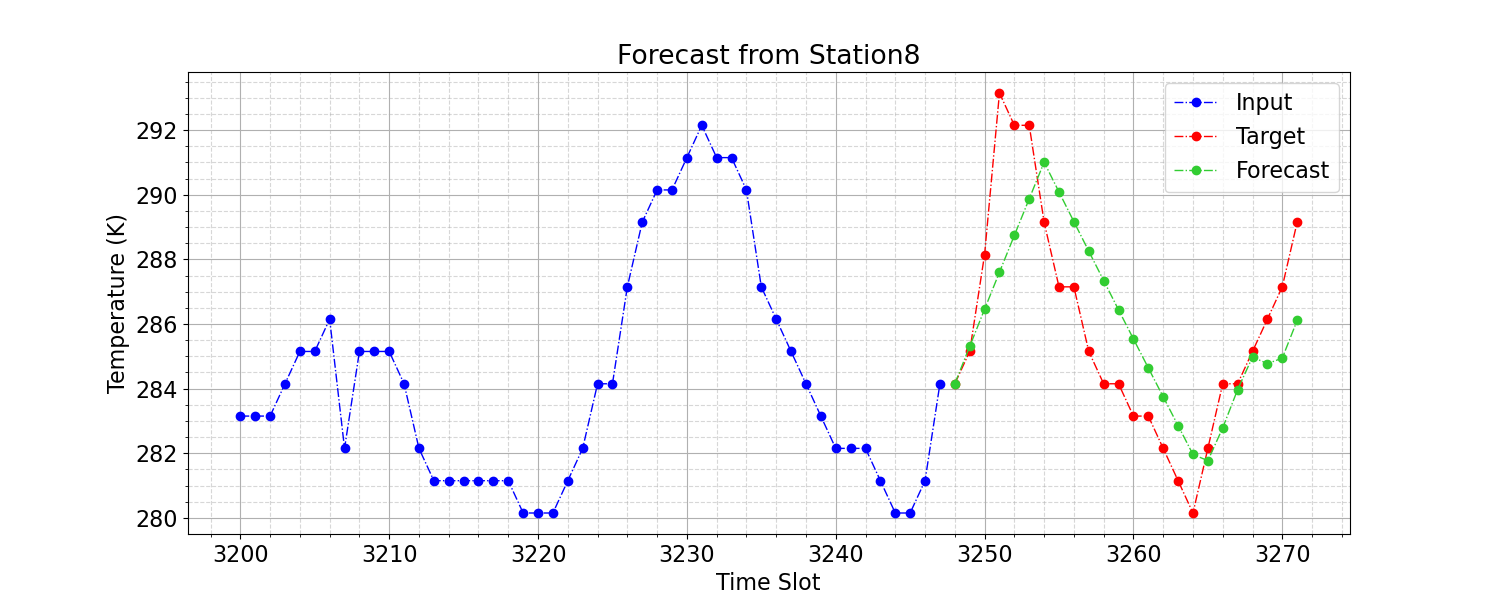 Forecast from Station8
Temperature (K)
292
290
288
286
284
282
280
Input
Target
Forecast
3200 3210 3220 3230 3240 3250 3260 3270
Time Slot